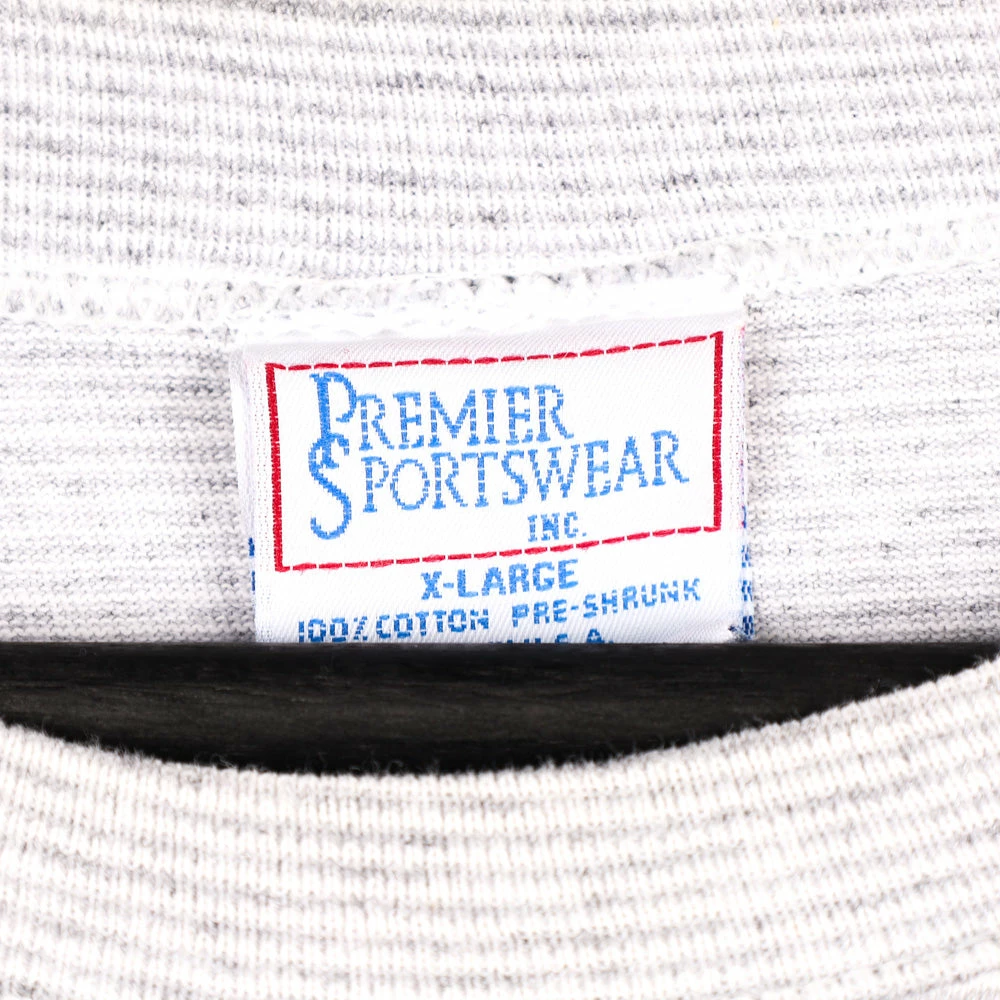 PREMIER
SPORTSWEAR
INC.
X-LARGE
100% COTTON PRE-SHRUNK